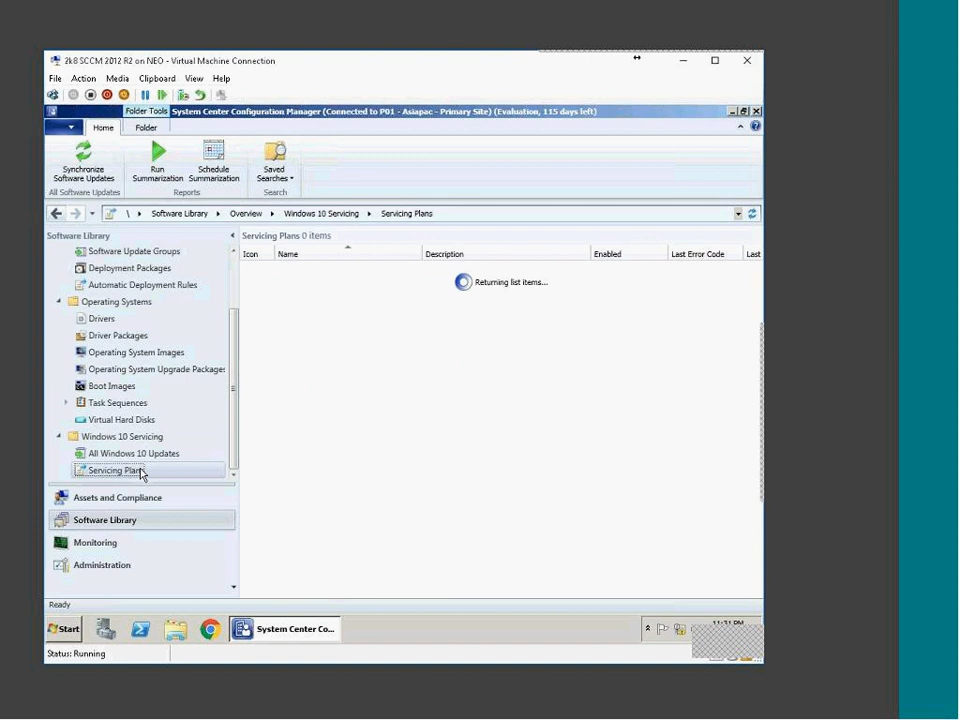 2k8 SCCM 2012 R2 on NEO - Virtual Machine Connection
File Action Media Clipboard View Help
Folder Tools System Center Configuration Manager (Connected to P01 - Asiapac - Primary Site) (Evaluation, 115 days left)
Home Folder
Synchronize Software Updates
Run Summarization
Schedule Summarization
Saved Searches
All Software Updates Reports Search
\ Software Library Overview Windows 10 Servicing Servicing Plans
Software Library
Servicing Plans 0 items
Icon Name Description Enabled Last Error Code Last
Returning list items...
Software Update Groups
Deployment Packages
Automatic Deployment Rules
Operating Systems
Drivers
Driver Packages
Operating System Images
Operating System Upgrade Packages
Boot Images
Task Sequences
Virtual Hard Disks
Windows 10 Servicing
All Windows 10 Updates
Servicing Plans
Assets and Compliance
Software Library
Monitoring
Administration
Ready
Start System Center Co...
Status: Running